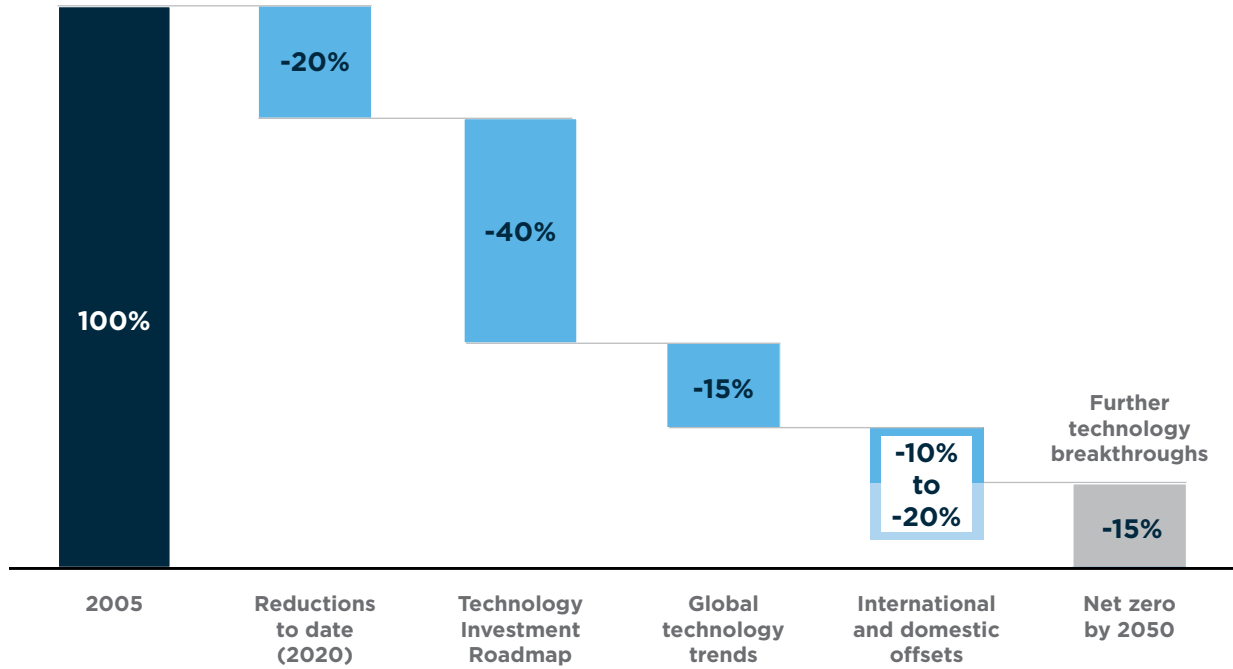 -20%
-40%
100%
-15%
Further
technology
breakthroughs
-10%
to
-20%
-15%
2005
Reductions
to date
(2020)
Technology
Investment
Roadmap
Global
technology
trends
International
and domestic
offsets
Net zero
by 2050